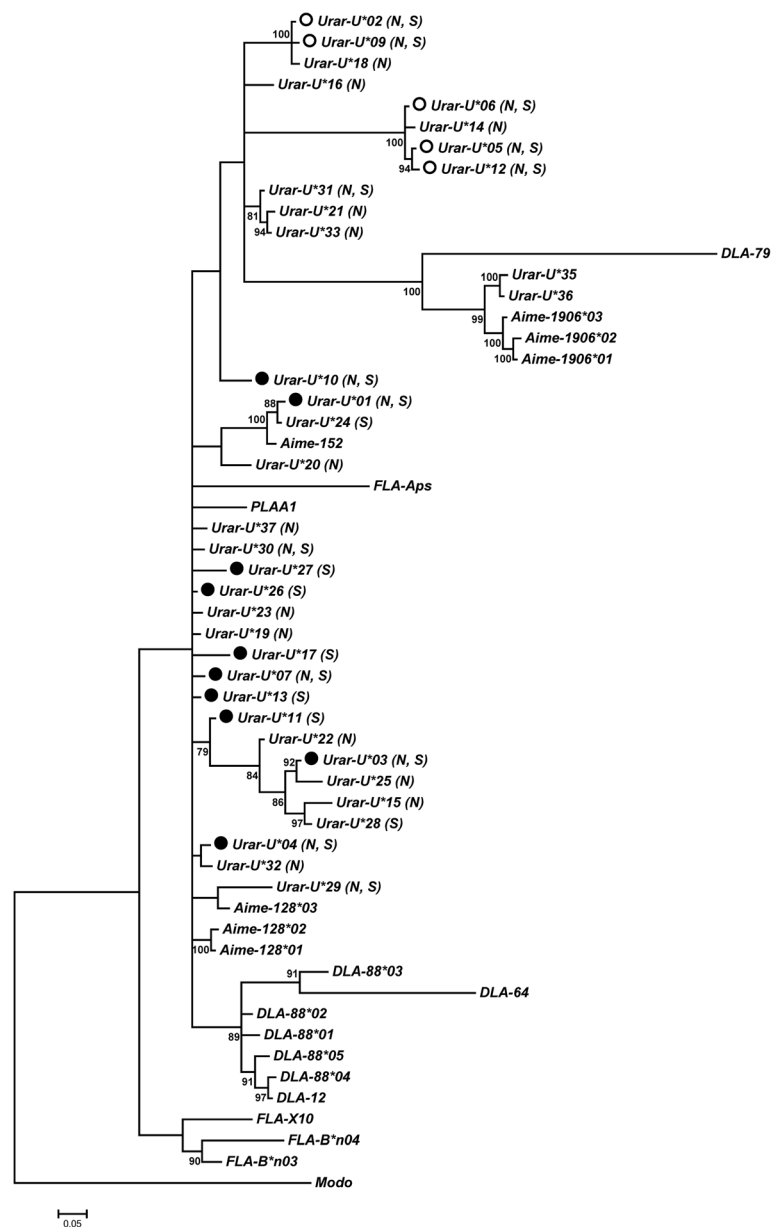 Urar-U*02 (N, S)
100
Urar-U*09 (N, S)
Urar-U*18 (N)
Urar-U*16 (N)
Urar-U*06 (N, S)
Urar-U*14 (N)
100
Urar-U*05 (N, S)
94
Urar-U*12 (N, S)
Urar-U*31 (N, S)
81
Urar-U*21 (N)
94
Urar-U*33 (N)
DLA-79
100
100
Urar-U*35
Urar-U*36
99
Aime-1906*03
100
Aime-1906*02
100
Aime-1906*01
Urar-U*10 (N, S)
88
Urar-U*01 (N, S)
100
Urar-U*24 (S)
Aime-152
Urar-U*20 (N)
FLA-Aps
PLAA1
Urar-U*37 (N)
Urar-U*30 (N, S)
Urar-U*27 (S)
Urar-U*26 (S)
Urar-U*23 (N)
Urar-U*19 (N)
Urar-U*17 (S)
Urar-U*07 (N, S)
Urar-U*13 (S)
Urar-U*11 (S)
79
Urar-U*22 (N)
84
92
Urar-U*03 (N, S)
Urar-U*25 (N)
86
Urar-U*15 (N)
97
Urar-U*28 (S)
Urar-U*04 (N, S)
Urar-U*32 (N)
Urar-U*29 (N, S)
Aime-128*03
Aime-128*02
100
Aime-128*01
91
DLA-88*03
DLA-64
DLA-88*02
89
DLA-88*01
DLA-88*05
91
DLA-88*04
97
DLA-12
FLA-X10
FLA-B*n04
90
FLA-B*n03
Modo
0.05